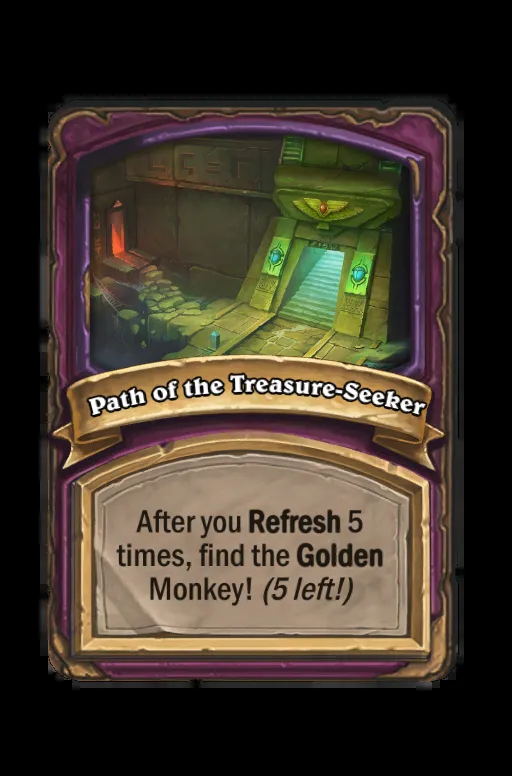 Path of the Treasure-Seeker
After you Refresh 5
times, find the Golden
Monkey! (5 left!)